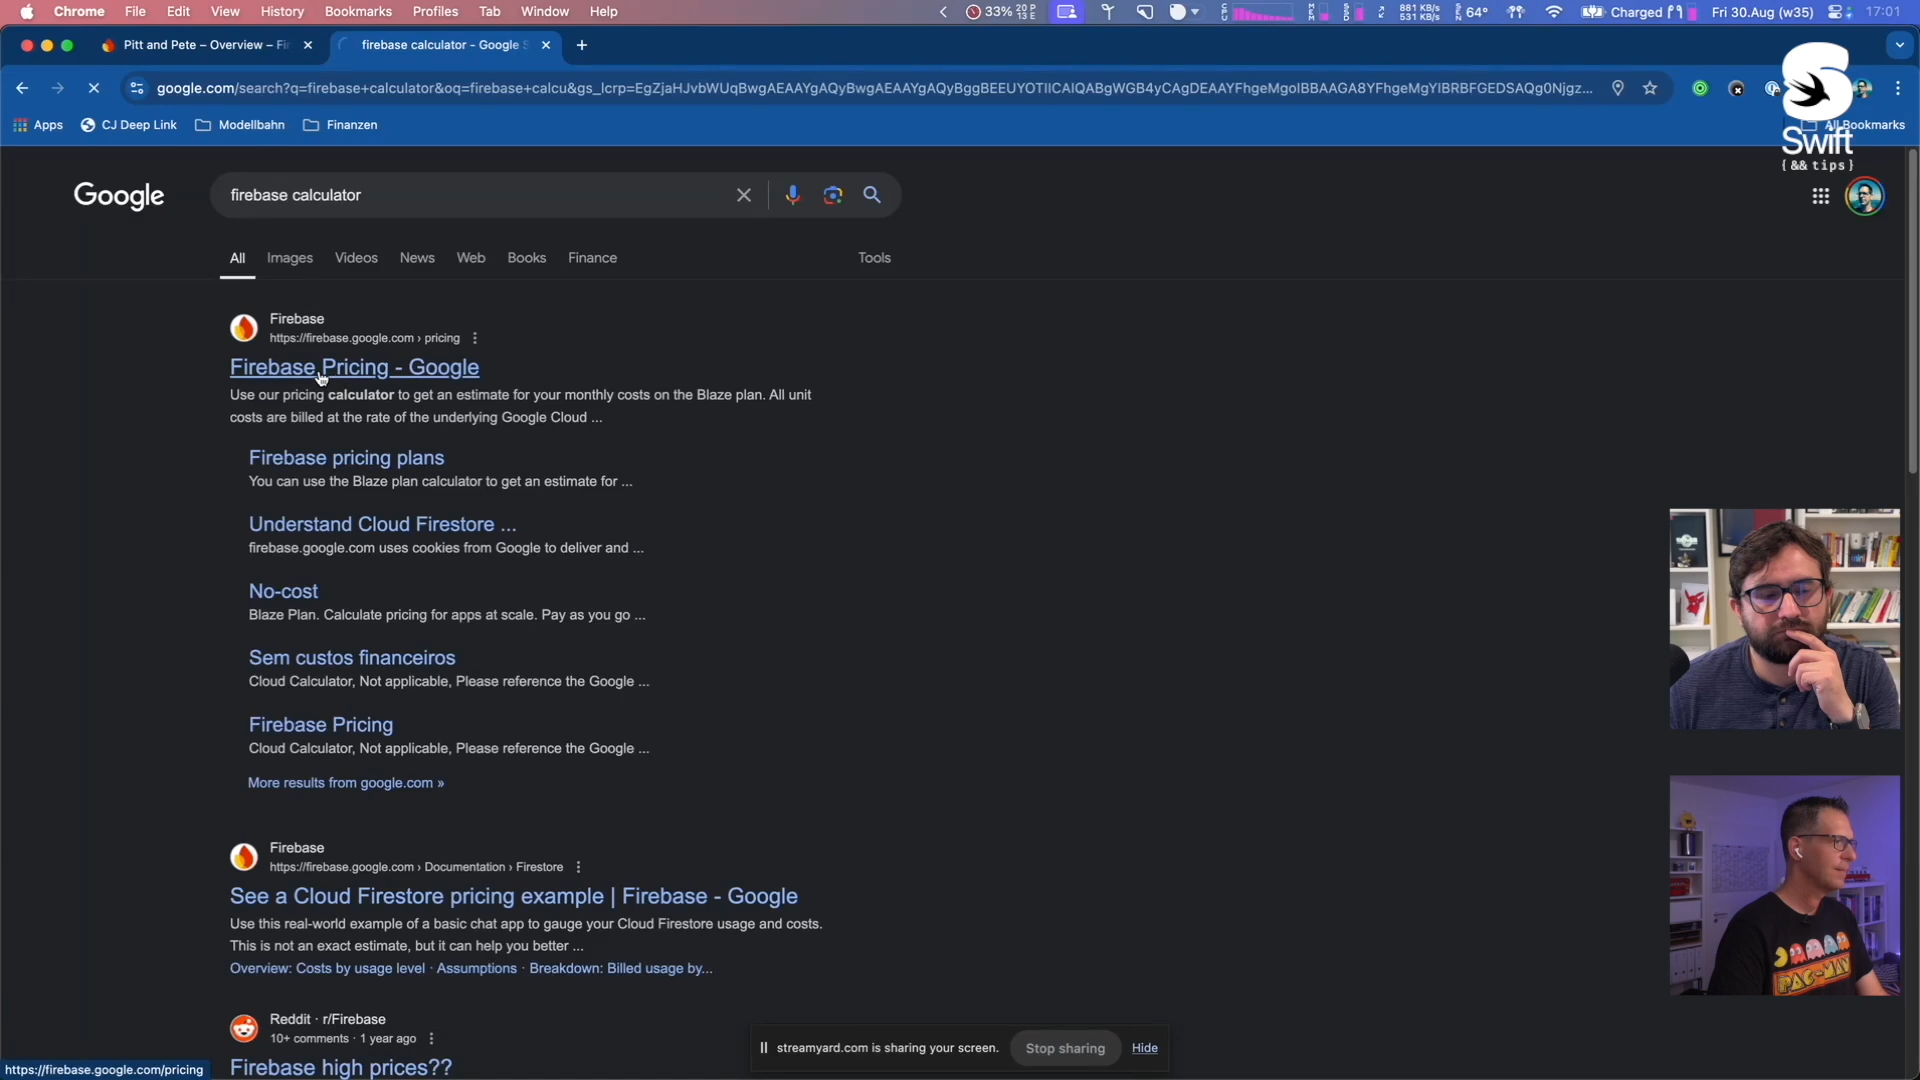 Chrome File Edit View History Bookmarks Profiles Tab Window Help
33% 20 P 13 E
881 KB/s
531 KB/s
64°
Charged
Fri 30.Aug (w35)
17:01
Pitt and Pete – Overview – Fi
firebase calculator - Google S
google.com/search?q=firebase+calculator&oq=firebase+calcu&gs_lcrp=EgZjaHJvbWUqBwgAEAAYgAQyBwgAEAAYgAQyBggBEEUYOTIICAIQABgWGB4yCAgDEAAYFhgeMgoIBBAAGA8YFhgeMgYIBRBFGEDSAQg0Njgz...
Apps CJ Deep Link Modellbahn Finanzen All Bookmarks
Swift
{ && tips }
Google
firebase calculator
All Images Videos News Web Books Finance Tools
Firebase
https://firebase.google.com › pricing
Firebase Pricing - Google
Use our pricing calculator to get an estimate for your monthly costs on the Blaze plan. All unit
costs are billed at the rate of the underlying Google Cloud ...
Firebase pricing plans
You can use the Blaze plan calculator to get an estimate for ...
Understand Cloud Firestore ...
firebase.google.com uses cookies from Google to deliver and ...
No-cost
Blaze Plan. Calculate pricing for apps at scale. Pay as you go ...
Sem custos financeiros
Cloud Calculator, Not applicable, Please reference the Google ...
Firebase Pricing
Cloud Calculator, Not applicable, Please reference the Google ...
More results from google.com »
Firebase
https://firebase.google.com › Documentation › Firestore
See a Cloud Firestore pricing example | Firebase - Google
Use this real-world example of a basic chat app to gauge your Cloud Firestore usage and costs.
This is not an exact estimate, but it can help you better ...
Overview: Costs by usage level · Assumptions · Breakdown: Billed usage by...
Reddit · r/Firebase
10+ comments · 1 year ago
Firebase high prices??
PAC-MAN
streamyard.com is sharing your screen. Stop sharing Hide
https://firebase.google.com/pricing